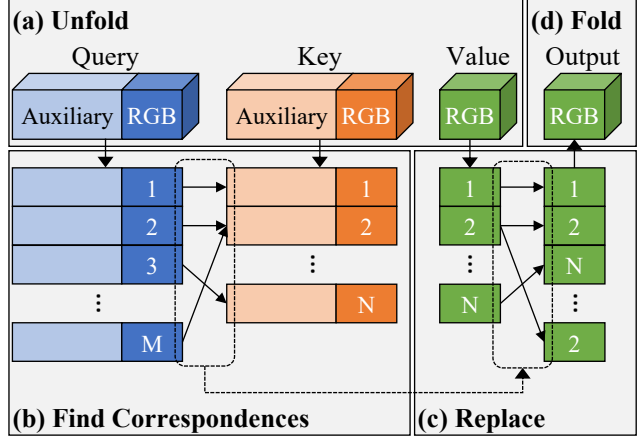 (a) Unfold
(d) Fold
Query
Key
Value
Output
Auxiliary
RGB
Auxiliary
RGB
RGB
RGB
1
2
3
⋮
M
1
2
⋮
N
1
2
⋮
N
1
2
N
⋮
2
(b) Find Correspondences
(c) Replace